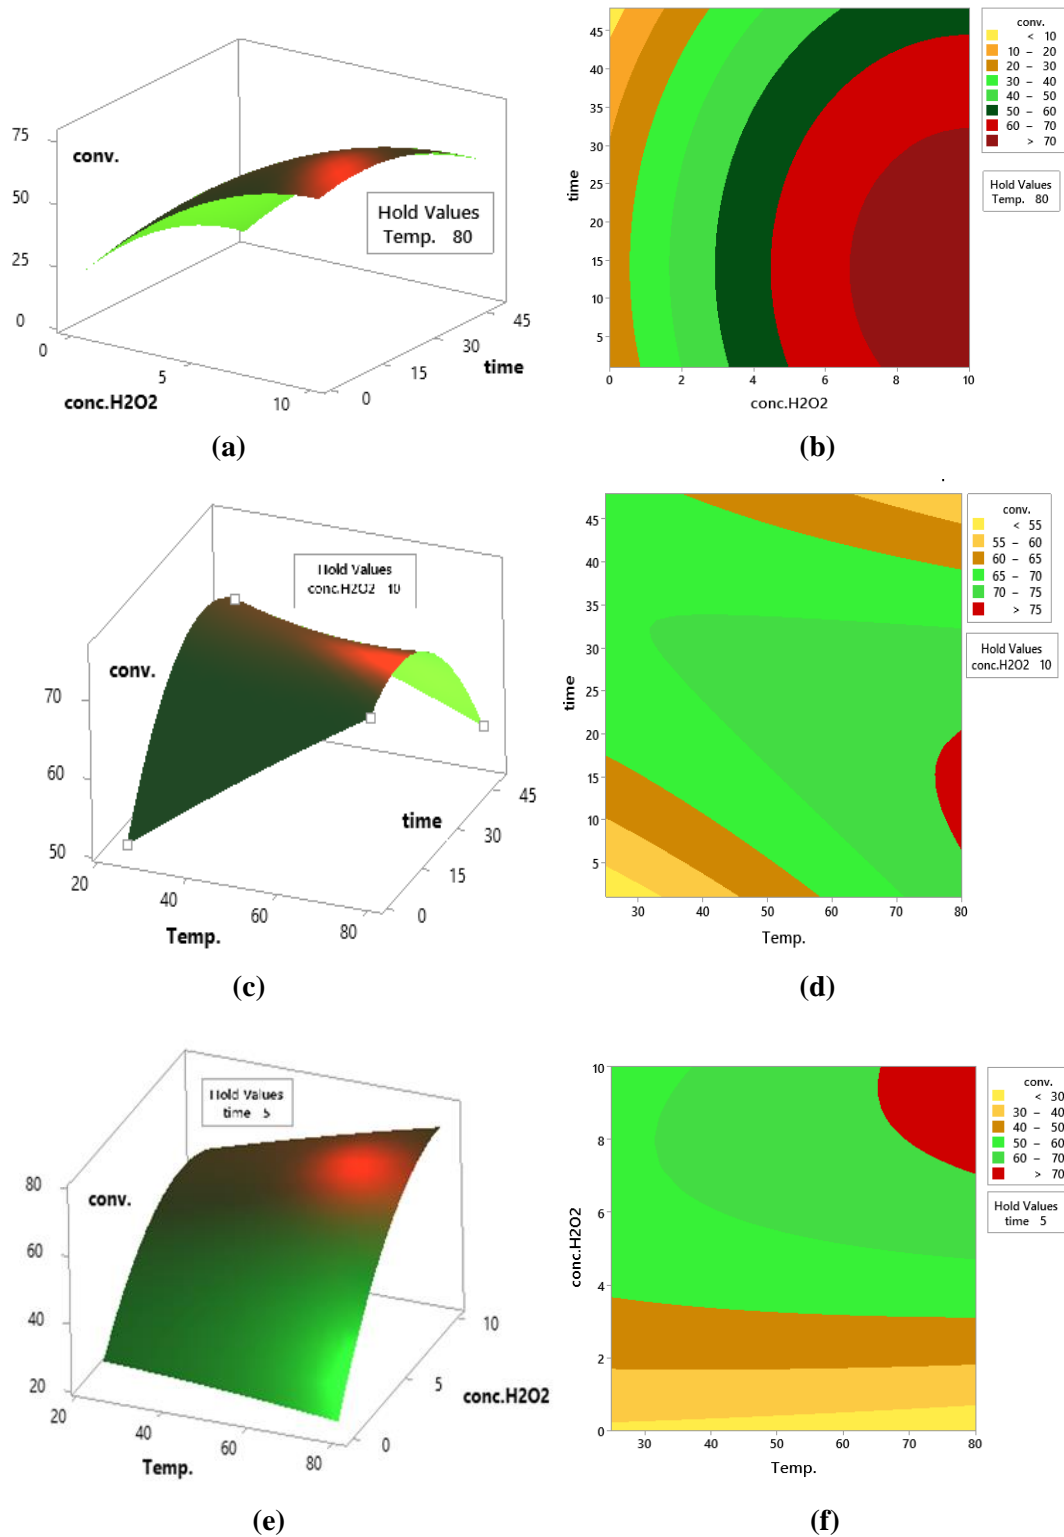 75
conv.
50
25
0
Hold Values
Temp. 80
0
5
10
conc.H2O2
0
15
30
45
time
(a)
45
40
35
30
25
20
15
10
5
time
0
2
4
6
8
10
conc.H2O2
conv.
< 10
10 – 20
20 – 30
30 – 40
40 – 50
50 – 60
60 – 70
> 70
Hold Values
Temp. 80
(b)
Hold Values
conc.H2O2 10
conv.
70
60
50
20
40
60
80
Temp.
0
15
30
45
time
(c)
45
40
35
30
25
20
15
10
5
time
30
40
50
60
70
80
Temp.
conv.
< 55
55 – 60
60 – 65
65 – 70
70 – 75
> 75
Hold Values
conc.H2O2 10
(d)
Hold Values
time 5
80
conv.
60
40
20
20
40
60
80
Temp.
0
5
10
conc.H2O2
(e)
10
8
6
4
2
0
conc.H2O2
30
40
50
60
70
80
Temp.
conv.
< 30
30 – 40
40 – 50
50 – 60
60 – 70
> 70
Hold Values
time 5
(f)